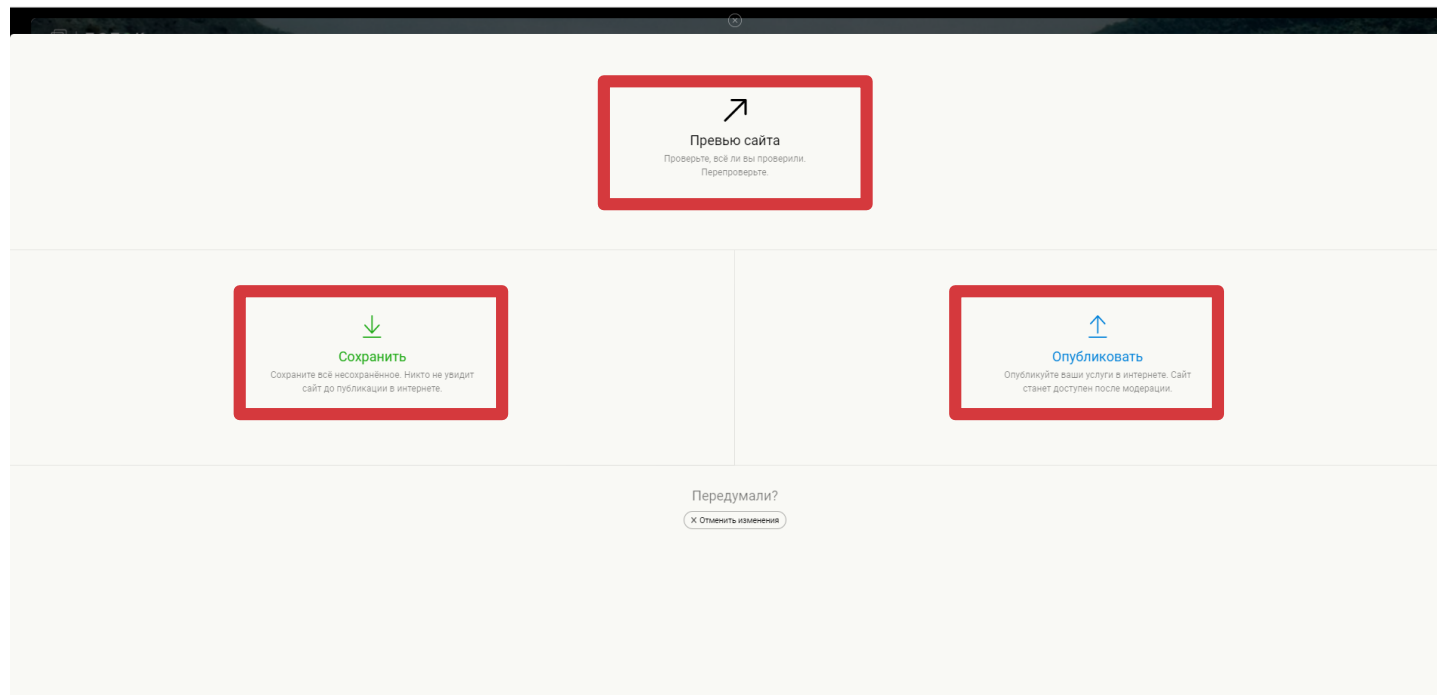 Превью сайта
Проверьте, всё ли вы проверили.
Перепроверьте.
Сохранить
Сохраните всё несохранённое. Никто не увидит
сайт до публикации в интернете.
Опубликовать
Опубликуйте ваши услуги в интернете. Сайт
станет доступен после модерации.
Передумали?
× Отменить изменения